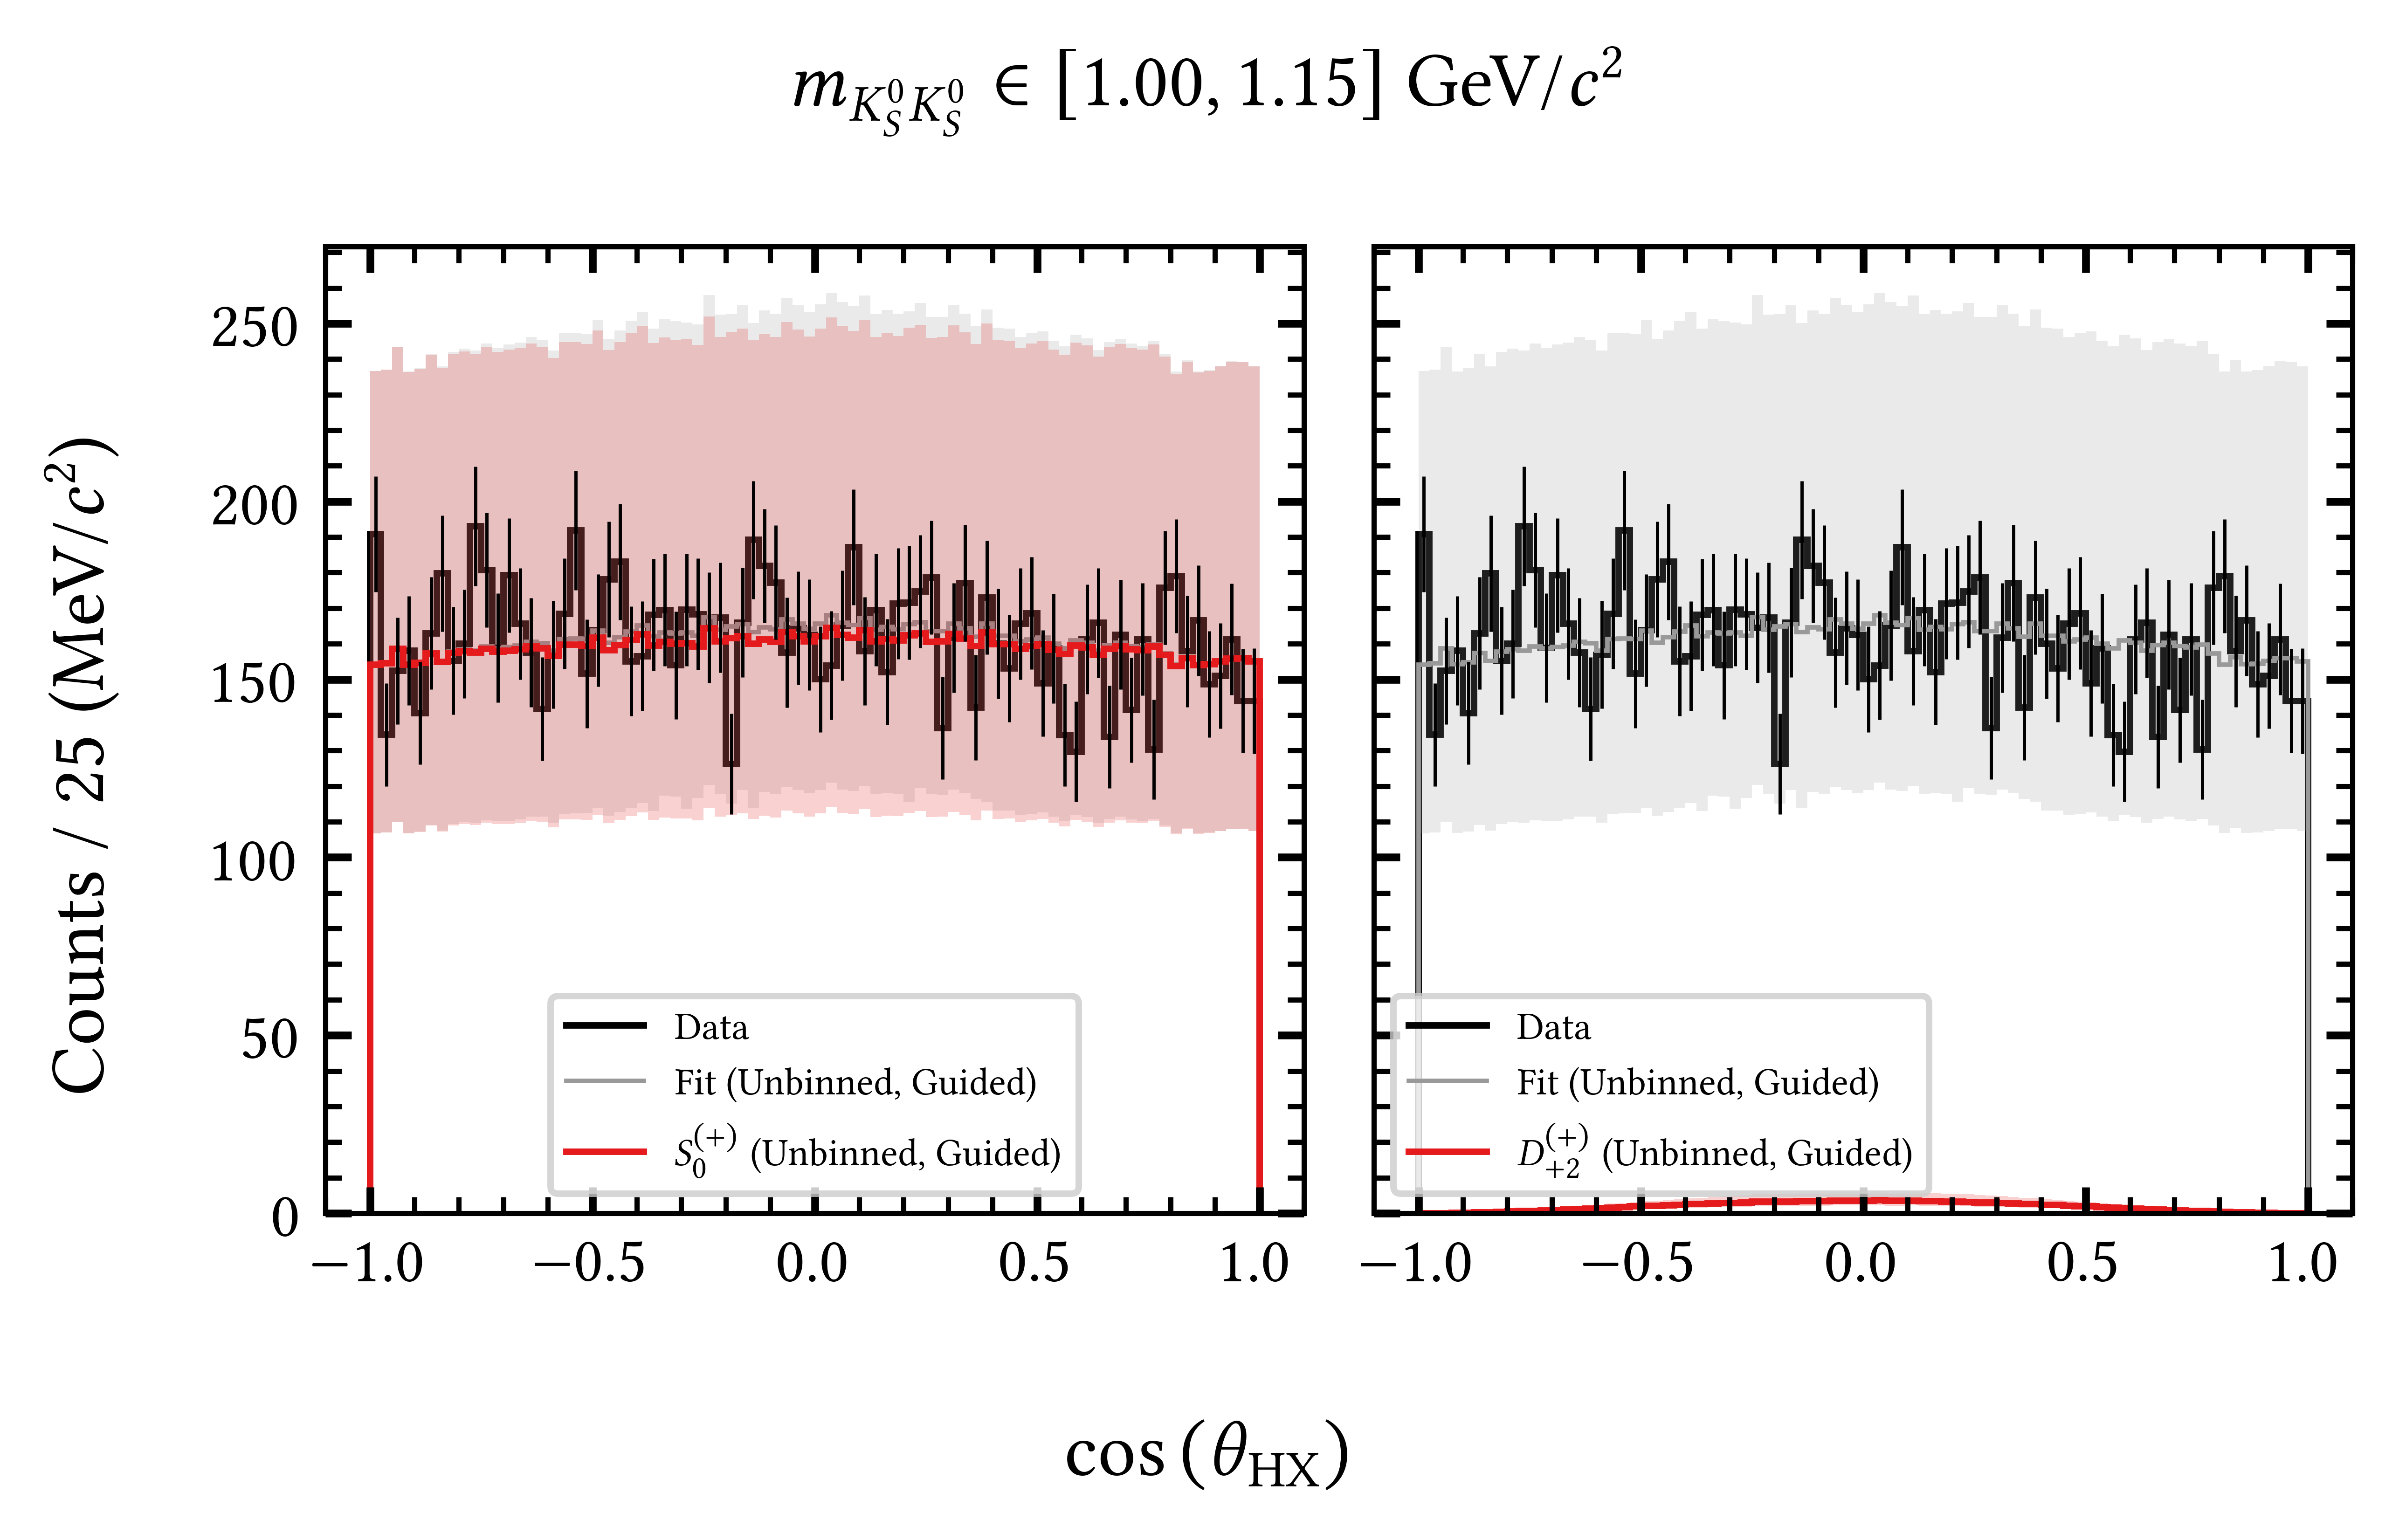 m_{K_S^0 K_S^0} ∈ [1.00, 1.15] GeV/c²
Counts / 25 (MeV/c²)
250
200
150
100
50
0
Data
Fit (Unbinned, Guided)
S_0^{(+)} (Unbinned, Guided)
Data
Fit (Unbinned, Guided)
D_{+2}^{(+)} (Unbinned, Guided)
−1.0 −0.5 0.0 0.5 1.0
−1.0 −0.5 0.0 0.5 1.0
cos (θ_HX)